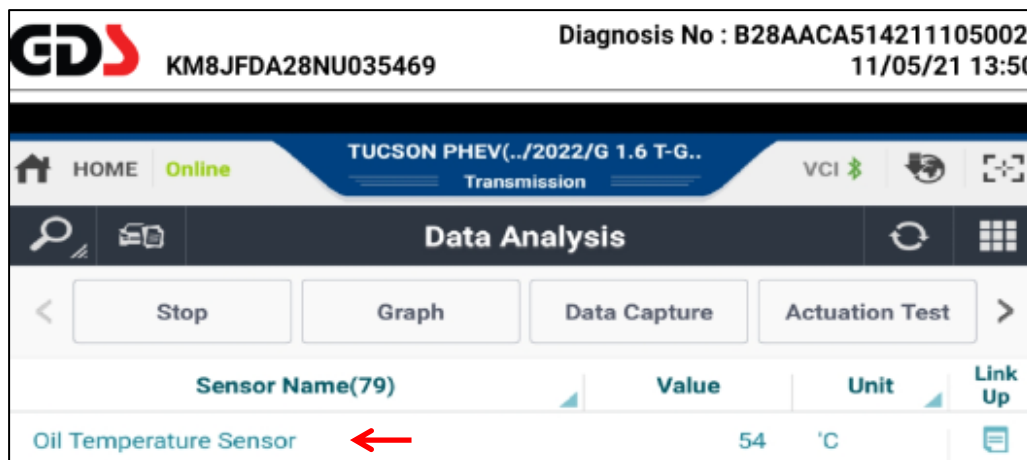 GDS
Diagnosis No : B28AACA514211105002
KM8JFDA28NU035469
11/05/21 13:50
HOME Online
TUCSON PHEV(../2022/G 1.6 T-G..
Transmission
VCI
Data Analysis
< Stop Graph Data Capture Actuation Test >
Sensor Name(79) Value Unit Link Up
Oil Temperature Sensor 54 'C